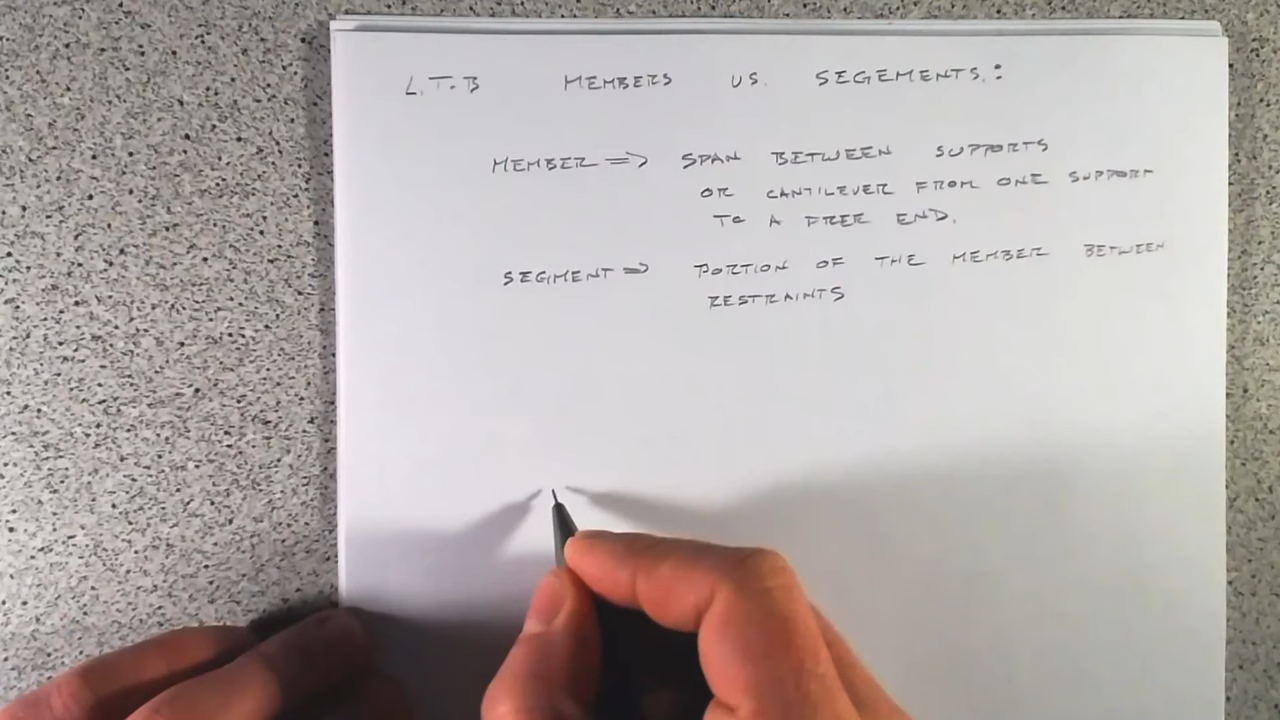 L.T.B MEMBERS VS. SEGEMENTS.:
MEMBER => SPAN BETWEEN SUPPORTS
OR CANTILEVER FROM ONE SUPPORT
TO A FREE END.
SEGMENT => PORTION OF THE MEMBER BETWEEN
RESTRAINTS